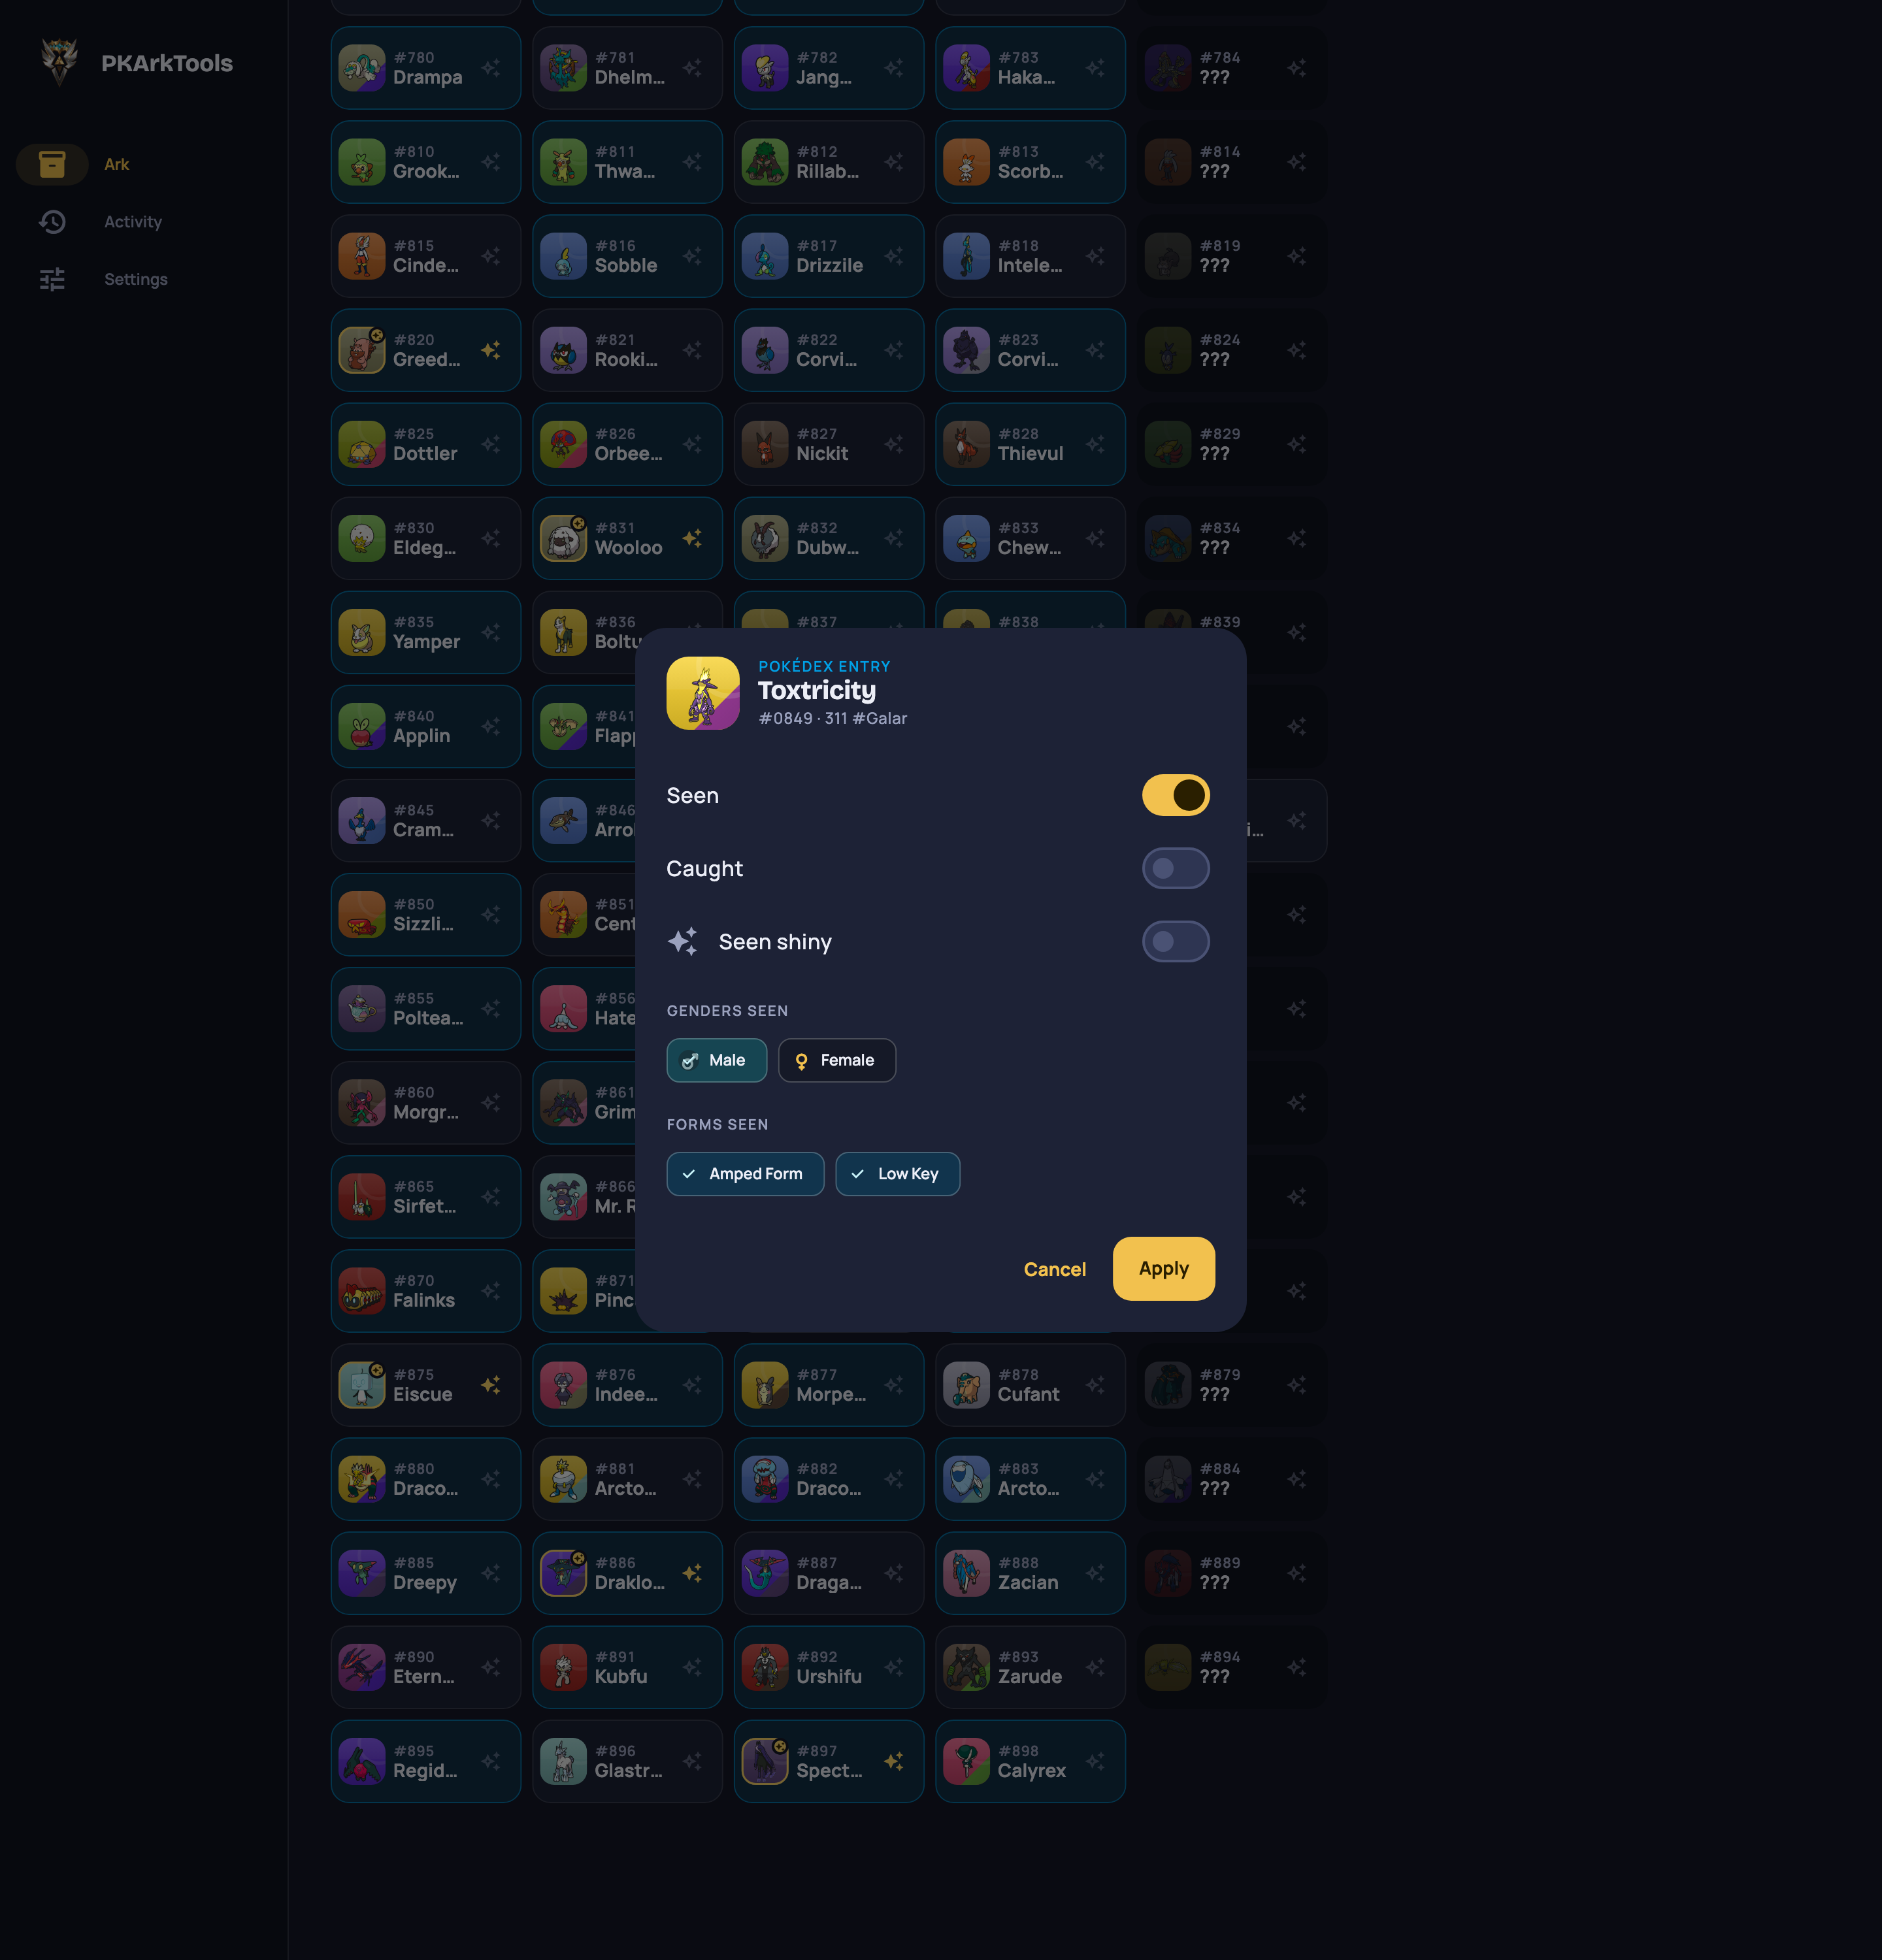 PKArkTools
Ark
Activity
Settings
#780
Drampa
#781
Dhelm...
#782
Jang...
#783
Haka...
#784
???
#810
Grook...
#811
Thwa...
#812
Rillab...
#813
Scorb...
#814
???
#815
Cinde...
#816
Sobble
#817
Drizzile
#818
Intele...
#819
???
#820
Greed...
#821
Rooki...
#822
Corvi...
#823
Corvi...
#824
???
#825
Dottler
#826
Orbee...
#827
Nickit
#828
Thievul
#829
???
#830
Eldeg...
#831
Wooloo
#832
Dubw...
#833
Chew...
#834
???
#835
Yamper
#836
Boltu
#837
#838
#839
POKÉDEX ENTRY
Toxtricity
#0849 · 311 #Galar
Seen
Caught
Seen shiny
GENDERS SEEN
Male
Female
FORMS SEEN
Amped Form
Low Key
Cancel
Apply
#840
Applin
#841
Flapp
#845
Cram...
#846
Arro
i...
#850
Sizzli...
#851
Cent
#855
Poltea...
#856
Hate
#860
Morgr...
#861
Grim
#865
Sirfet...
#866
Mr. R
#870
Falinks
#871
Pinc
#875
Eiscue
#876
Indee...
#877
Morpe...
#878
Cufant
#879
???
#880
Draco...
#881
Arcto...
#882
Draco...
#883
Arcto...
#884
???
#885
Dreepy
#886
Draklo...
#887
Draga...
#888
Zacian
#889
???
#890
Etern...
#891
Kubfu
#892
Urshifu
#893
Zarude
#894
???
#895
Regid...
#896
Glastr...
#897
Spect...
#898
Calyrex